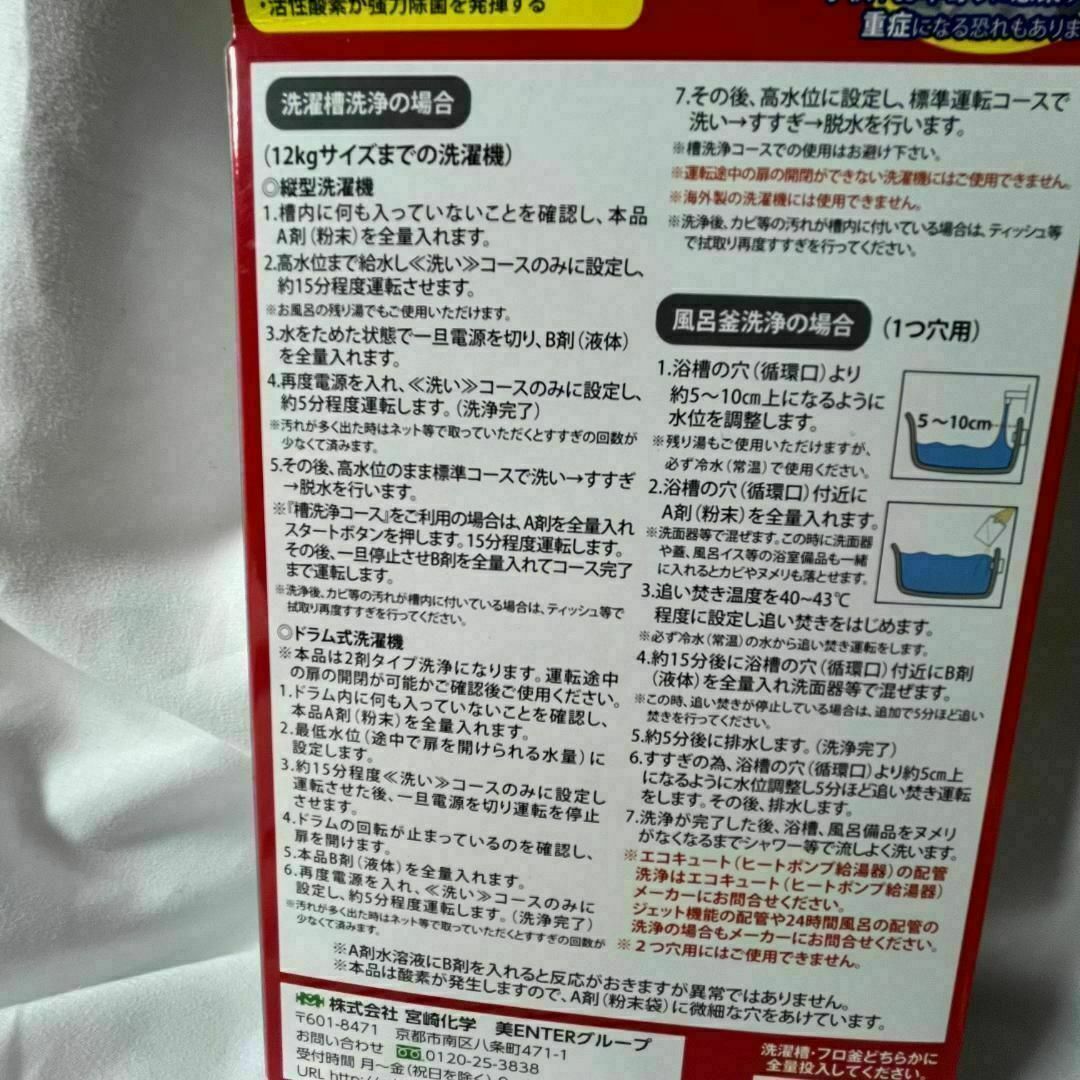 ・活性酸素が強力除菌を発揮する
重症になる恐れもありま
洗濯槽洗浄の場合
(12kgサイズまでの洗濯機)
◎縦型洗濯機
1.槽内に何も入っていないことを確認し、本品
A剤(粉末)を全量入れます。
2.高水位まで給水し≪洗い≫コースのみに設定し、
約15分程度運転させます。
※お風呂の残り湯でもご使用いただけます。
3.水をためた状態で一旦電源を切り、B剤(液体)
を全量入れます。
4.再度電源を入れ、≪洗い≫コースのみに設定し、
約5分程度運転します。(洗浄完了)
※汚れが多く出た時はネット等で取っていただくとすすぎの回数が
少なくて済みます。
5.その後、高水位のまま標準コースで洗い→すすぎ
→脱水を行います。
※『槽洗浄コース』をご利用の場合は、A剤を全量入れ
スタートボタンを押します。15分程度運転します。
その後、一旦停止させB剤を全量入れてコース完了
まで運転します。
※洗浄後、カビ等の汚れが槽内に付いている場合は、ティッシュ等で
拭取り再度すすぎを行ってください。
◎ドラム式洗濯機
※本品は2剤タイプ洗浄になります。運転途中
の扉の開閉が可能かご確認後ご使用ください。
1.ドラム内に何も入っていないことを確認し、
本品A剤(粉末)を全量入れます。
2.最低水位(途中で扉を開けられる水量)に
設定します。
3.約15分程度≪洗い≫コースのみに設定し
運転させた後、一旦電源を切り運転を停止
させます。
4.ドラムの回転が止まっているのを確認し、
扉を開けます。
5.本品B剤(液体)を全量入れます。
6.再度電源を入れ、≪洗い≫コースのみに
設定し、約5分程度運転します。(洗浄完了)
※汚れが多く出た時はネット等で取っていただくとすすぎの回数が
少なくて済みます。
7.その後、高水位に設定し、標準運転コースで
洗い→すすぎ→脱水を行います。
※槽洗浄コースでの使用はお避け下さい。
※運転途中の扉の開閉ができない洗濯機にはご使用できません。
※海外製の洗濯機には使用できません。
※洗浄後、カビ等の汚れが槽内に付いている場合は、ティッシュ等
で拭取り再度すすぎを行ってください。
風呂釜洗浄の場合 (1つ穴用)
1.浴槽の穴(循環口)より
約5〜10cm上になるように
水位を調整します。
※残り湯もご使用いただけますが、
必ず冷水(常温)で使用ください。
5〜10cm
2.浴槽の穴(循環口)付近に
A剤(粉末)を全量入れます。
※洗面器等で混ぜます。この時に洗面器
や蓋、風呂イス等の浴室備品も一緒
に入れるとカビやヌメリも落とせます。
3.追い焚き温度を40~43℃
程度に設定し追い焚きをはじめます。
※必ず冷水(常温)の水から追い焚き運転をします。
4.約15分後に浴槽の穴(循環口)付近にB剤
(液体)を全量入れ洗面器等で混ぜます。
※この時、追い焚きが停止している場合は、追加で5分ほど追い
焚きを行ってください。
5.約5分後に排水します。(洗浄完了)
6.すすぎの為、浴槽の穴(循環口)より約5cm上
になるように水位調整し5分ほど追い焚き運転
をします。その後、排水します。
7.洗浄が完了した後、浴槽、風呂備品をヌメリ
がなくなるまでシャワー等で流しよく洗います。
※エコキュート(ヒートポンプ給湯器)の配管
洗浄はエコキュート(ヒートポンプ給湯器)
メーカーにお問合せください。
ジェット機能の配管や24時間風呂の配管の
洗浄の場合もメーカーにお問合せください。
※2つ穴用にはご使用できません。
※A剤水溶液にB剤を入れると反応がおきますが異常ではありません。
※本品は酸素が発生しますので、A剤(粉末袋)に微細な穴をあけています。
株式会社 宮崎化学 美ENTERグループ
〒601-8471 京都市南区八条町471-1
お問い合わせ 0120-25-3838
受付時間 月〜金(祝日を除く)
URL http:/
洗濯槽・フロ釜どちらかに
全量投入してください。